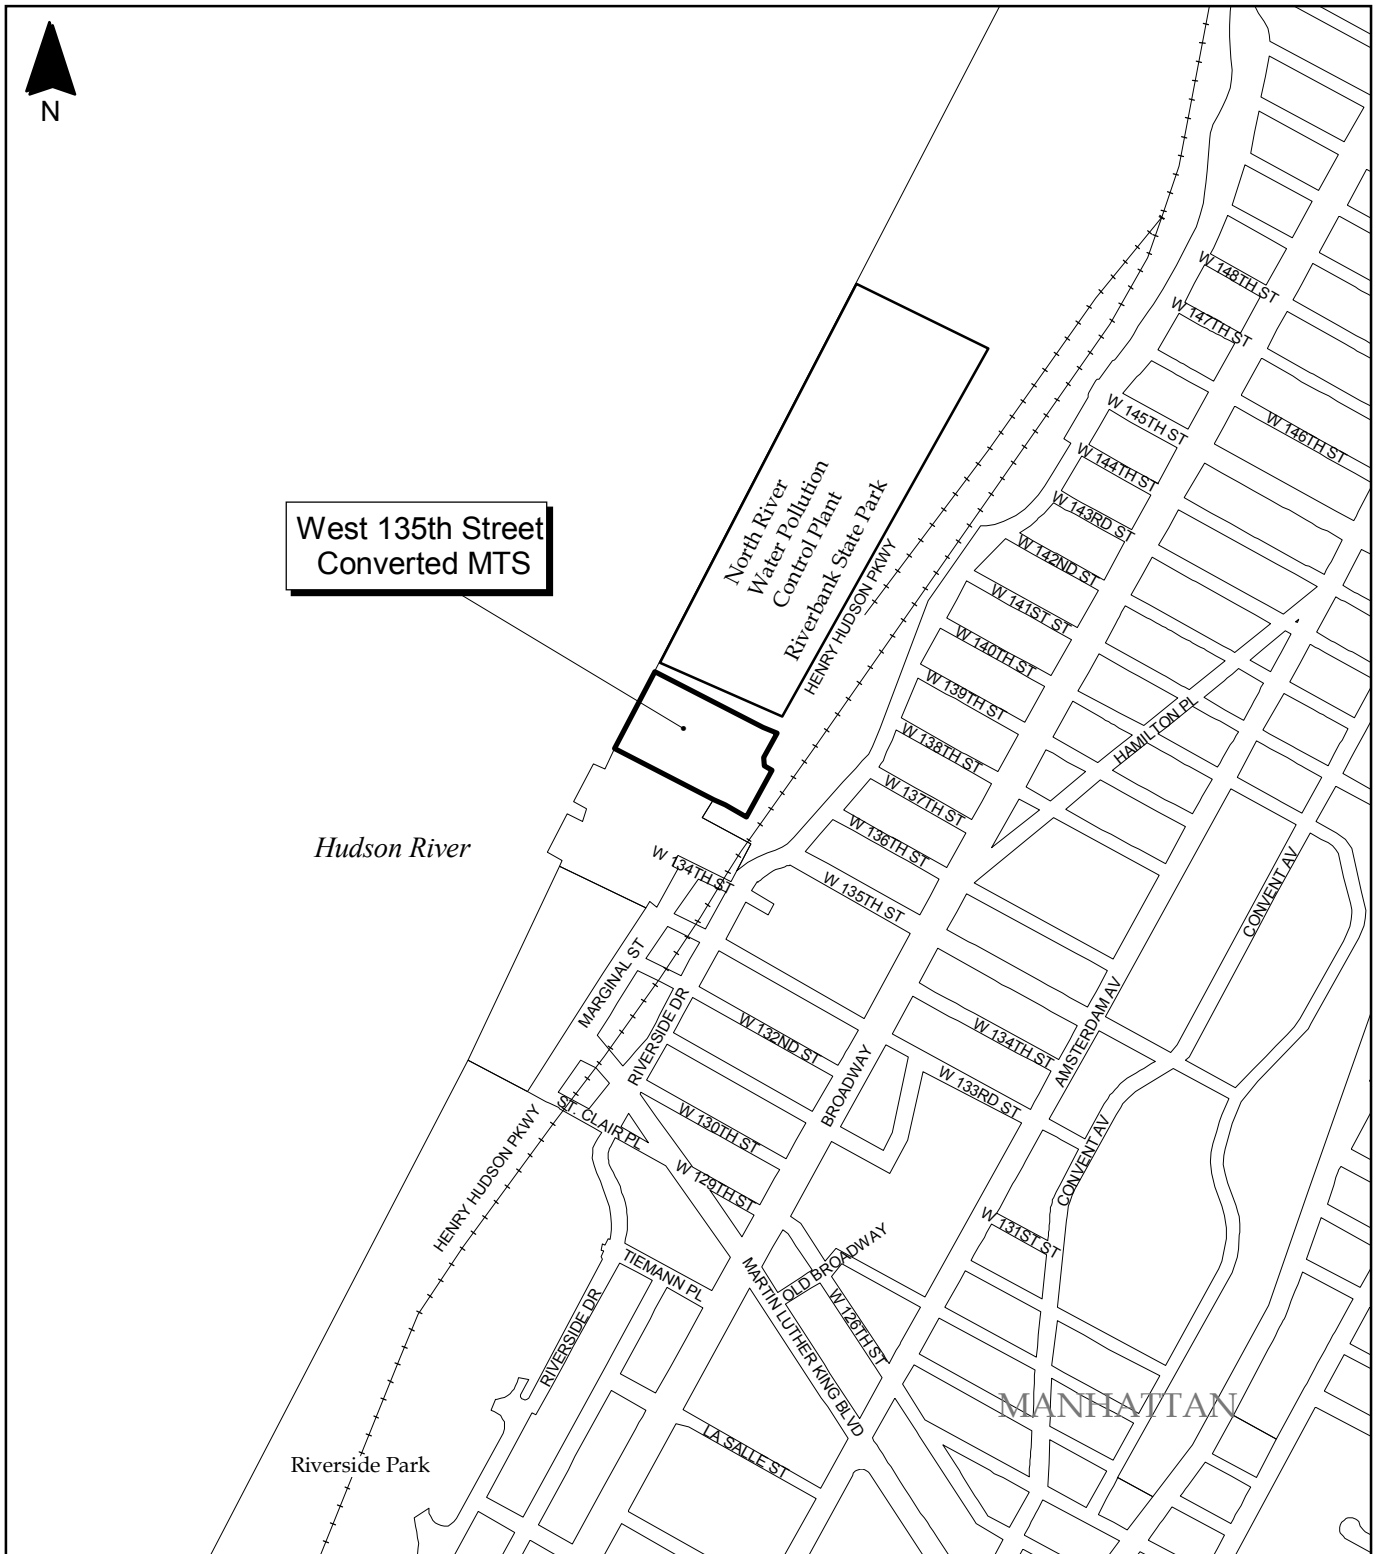 N
W 148TH ST
W 147TH ST
W 145TH ST
W 146TH ST
W 144TH ST
W 143RD ST
W 142ND ST
W 141ST ST
W 140TH ST
W 139TH ST
W 138TH ST
W 137TH ST
W 136TH ST
W 135TH ST
North River
Water Pollution
Control Plant
Riverbank State Park
HENRY HUDSON PKWY
West 135th Street
Converted MTS
HAMILTON PL
Hudson River
W 134TH ST
CONVENT AV
MARGINAL ST
RIVERSIDE DR
W 132ND ST
BROADWAY
W 134TH ST
AMSTERDAM AV
W 133RD ST
HENRY HUDSON PKWY
ST. CLAIR PL
W 130TH ST
W 129TH ST
CONVENT AV
W 131ST ST
TIEMANN PL
OLD BROADWAY
RIVERSIDE DR
MARTIN LUTHER KING BLVD
W 126TH ST
MANHATTAN
LA SALLE ST
Riverside Park